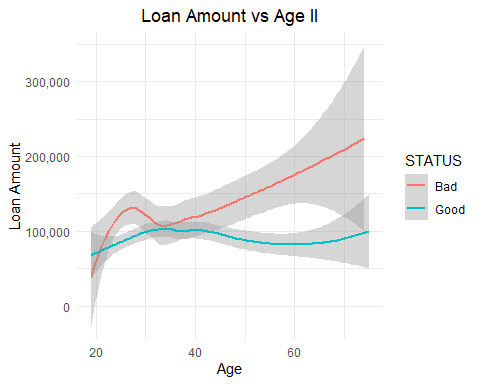 Loan Amount vs Age II
300,000
200,000
100,000
0
Loan Amount
20
40
60
Age
STATUS
Bad
Good